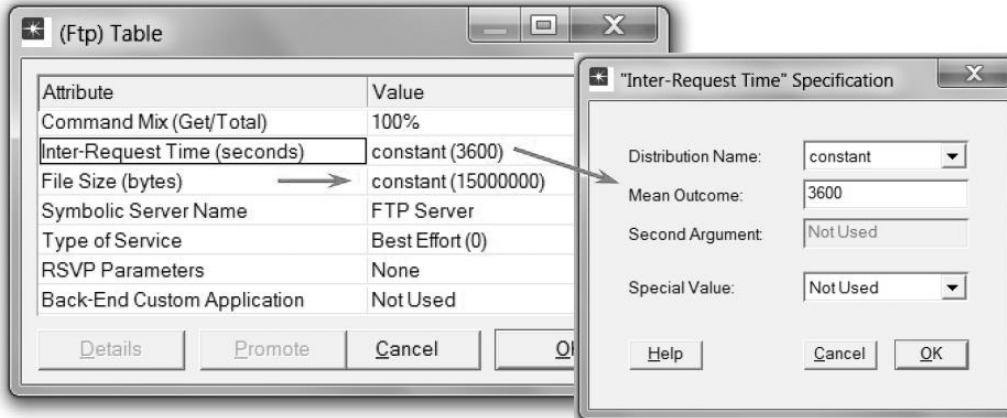 (Ftp) Table
Attribute Value
Command Mix (Get/Total) 100%
Inter-Request Time (seconds) constant (3600)
File Size (bytes) constant (15000000)
Symbolic Server Name FTP Server
Type of Service Best Effort (0)
RSVP Parameters None
Back-End Custom Application Not Used
Details Promote Cancel
"Inter-Request Time" Specification
Distribution Name: constant
Mean Outcome: 3600
Second Argument: Not Used
Special Value: Not Used
Help Cancel OK